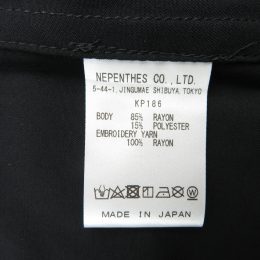 NEPENTHES CO., LTD.
5-44-1, JINGUMAE SHIBUYA, TOKYO
KP186
BODY 85% RAYON
15% POLYESTER
EMBROIDERY YARN
100% RAYON
MADE IN JAPAN